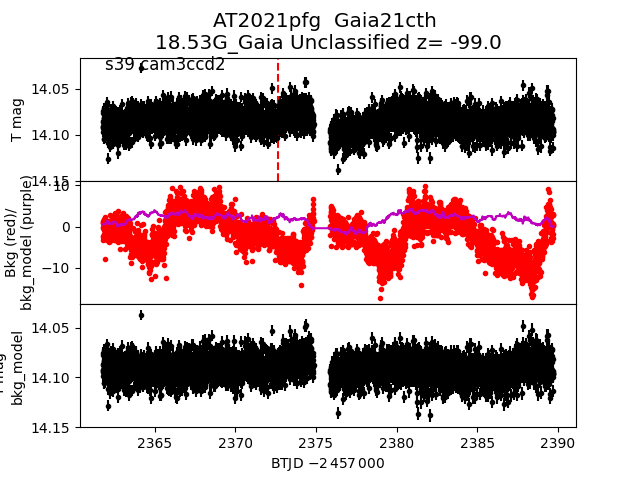 AT2021pfg Gaia21cth
18.53G_Gaia Unclassified z= -99.0
s39 cam3ccd2
T mag
14.05
14.10
14.15
Bkg (red)/
bkg_model (purple)
10
0
−10
bkg_model
14.05
14.10
14.15
2365 2370 2375 2380 2385 2390
BTJD −2 457 000